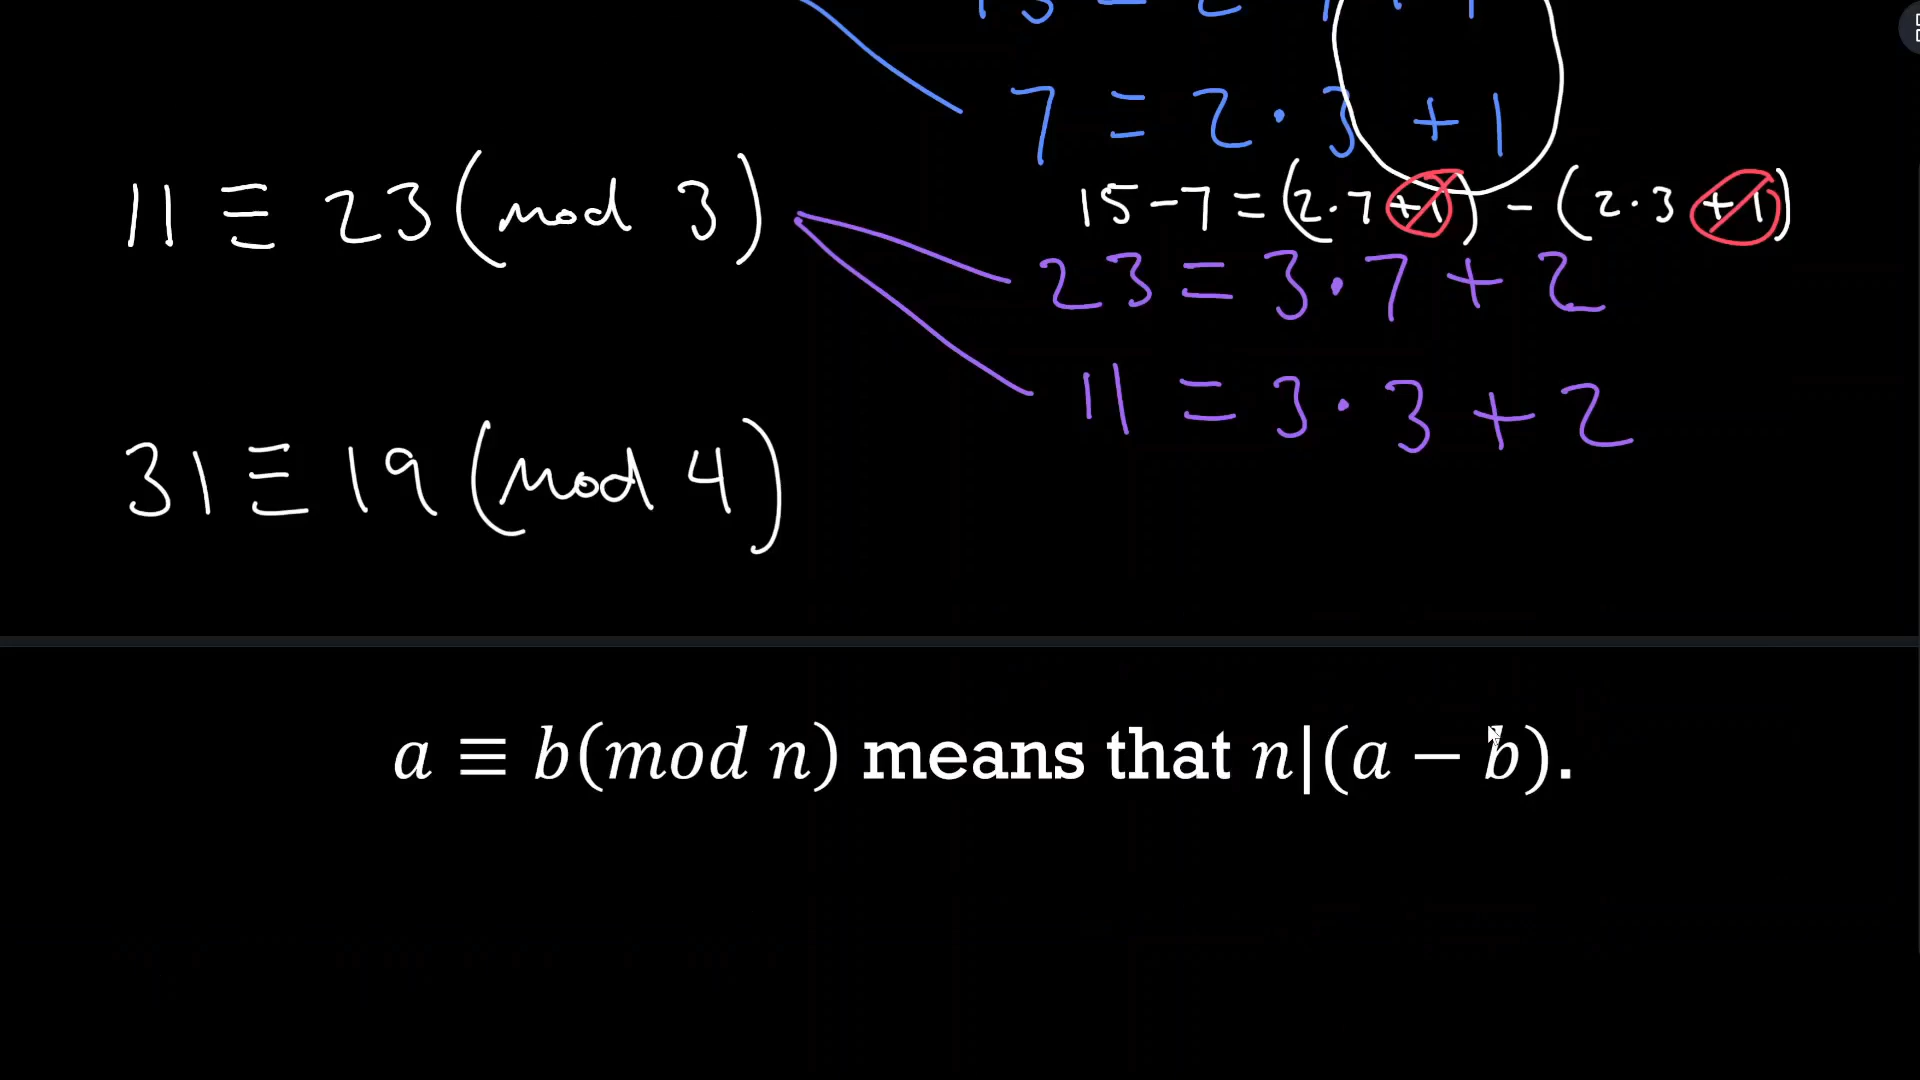 7 = 2 · 3 + 1
11 ≡ 23 (mod 3)
15 - 7 = (2 · 7 + 1) - (2 · 3 + 1)
23 = 3 · 7 + 2
11 = 3 · 3 + 2
31 ≡ 19 (mod 4)
a ≡ b(mod n) means that n|(a − b).